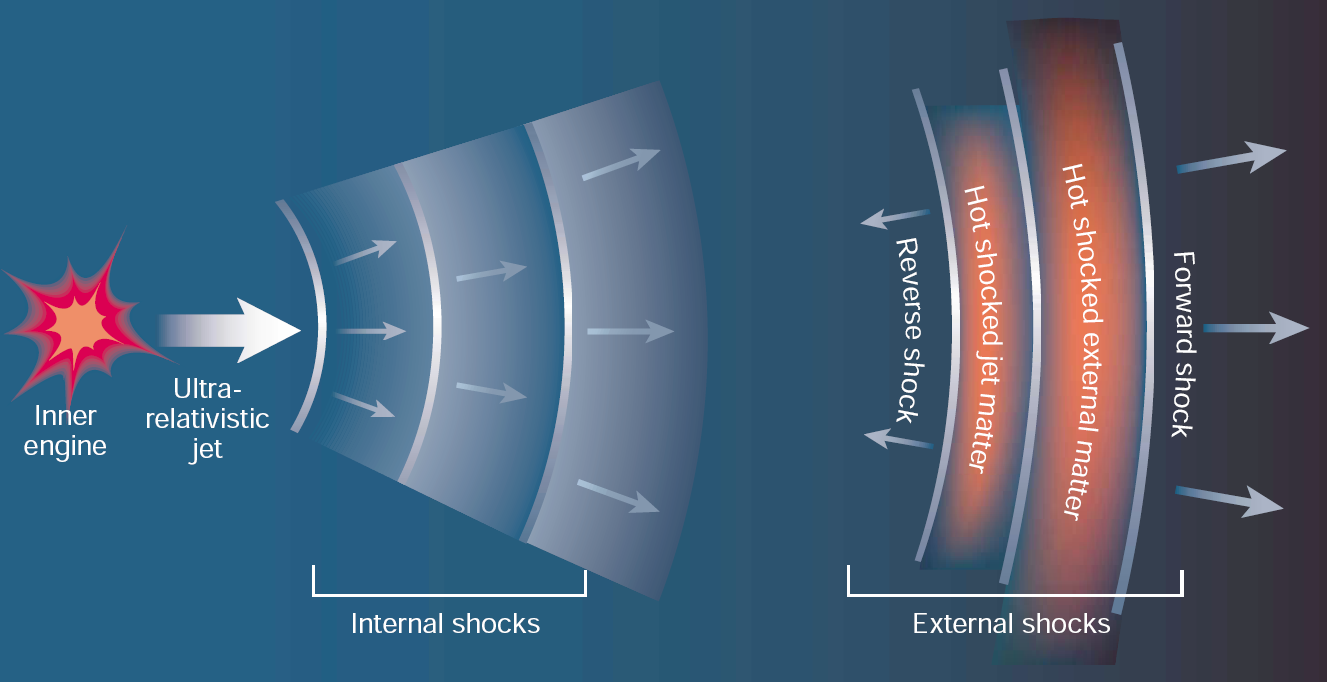 Inner
engine
Ultra-
relativistic
jet
Internal shocks
Reverse shock
Hot shocked jet matter
Hot shocked external matter
Forward shock
External shocks